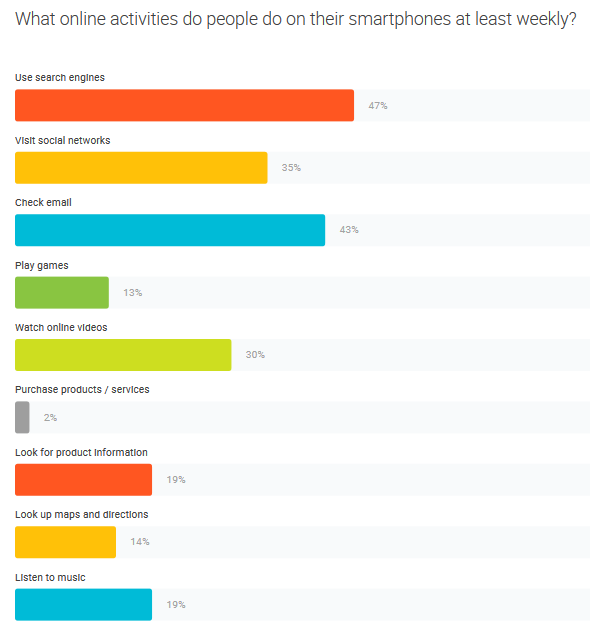 What online activities do people do on their smartphones at least weekly?
Use search engines
47%
Visit social networks
35%
Check email
43%
Play games
13%
Watch online videos
30%
Purchase products / services
2%
Look for product information
19%
Look up maps and directions
14%
Listen to music
19%